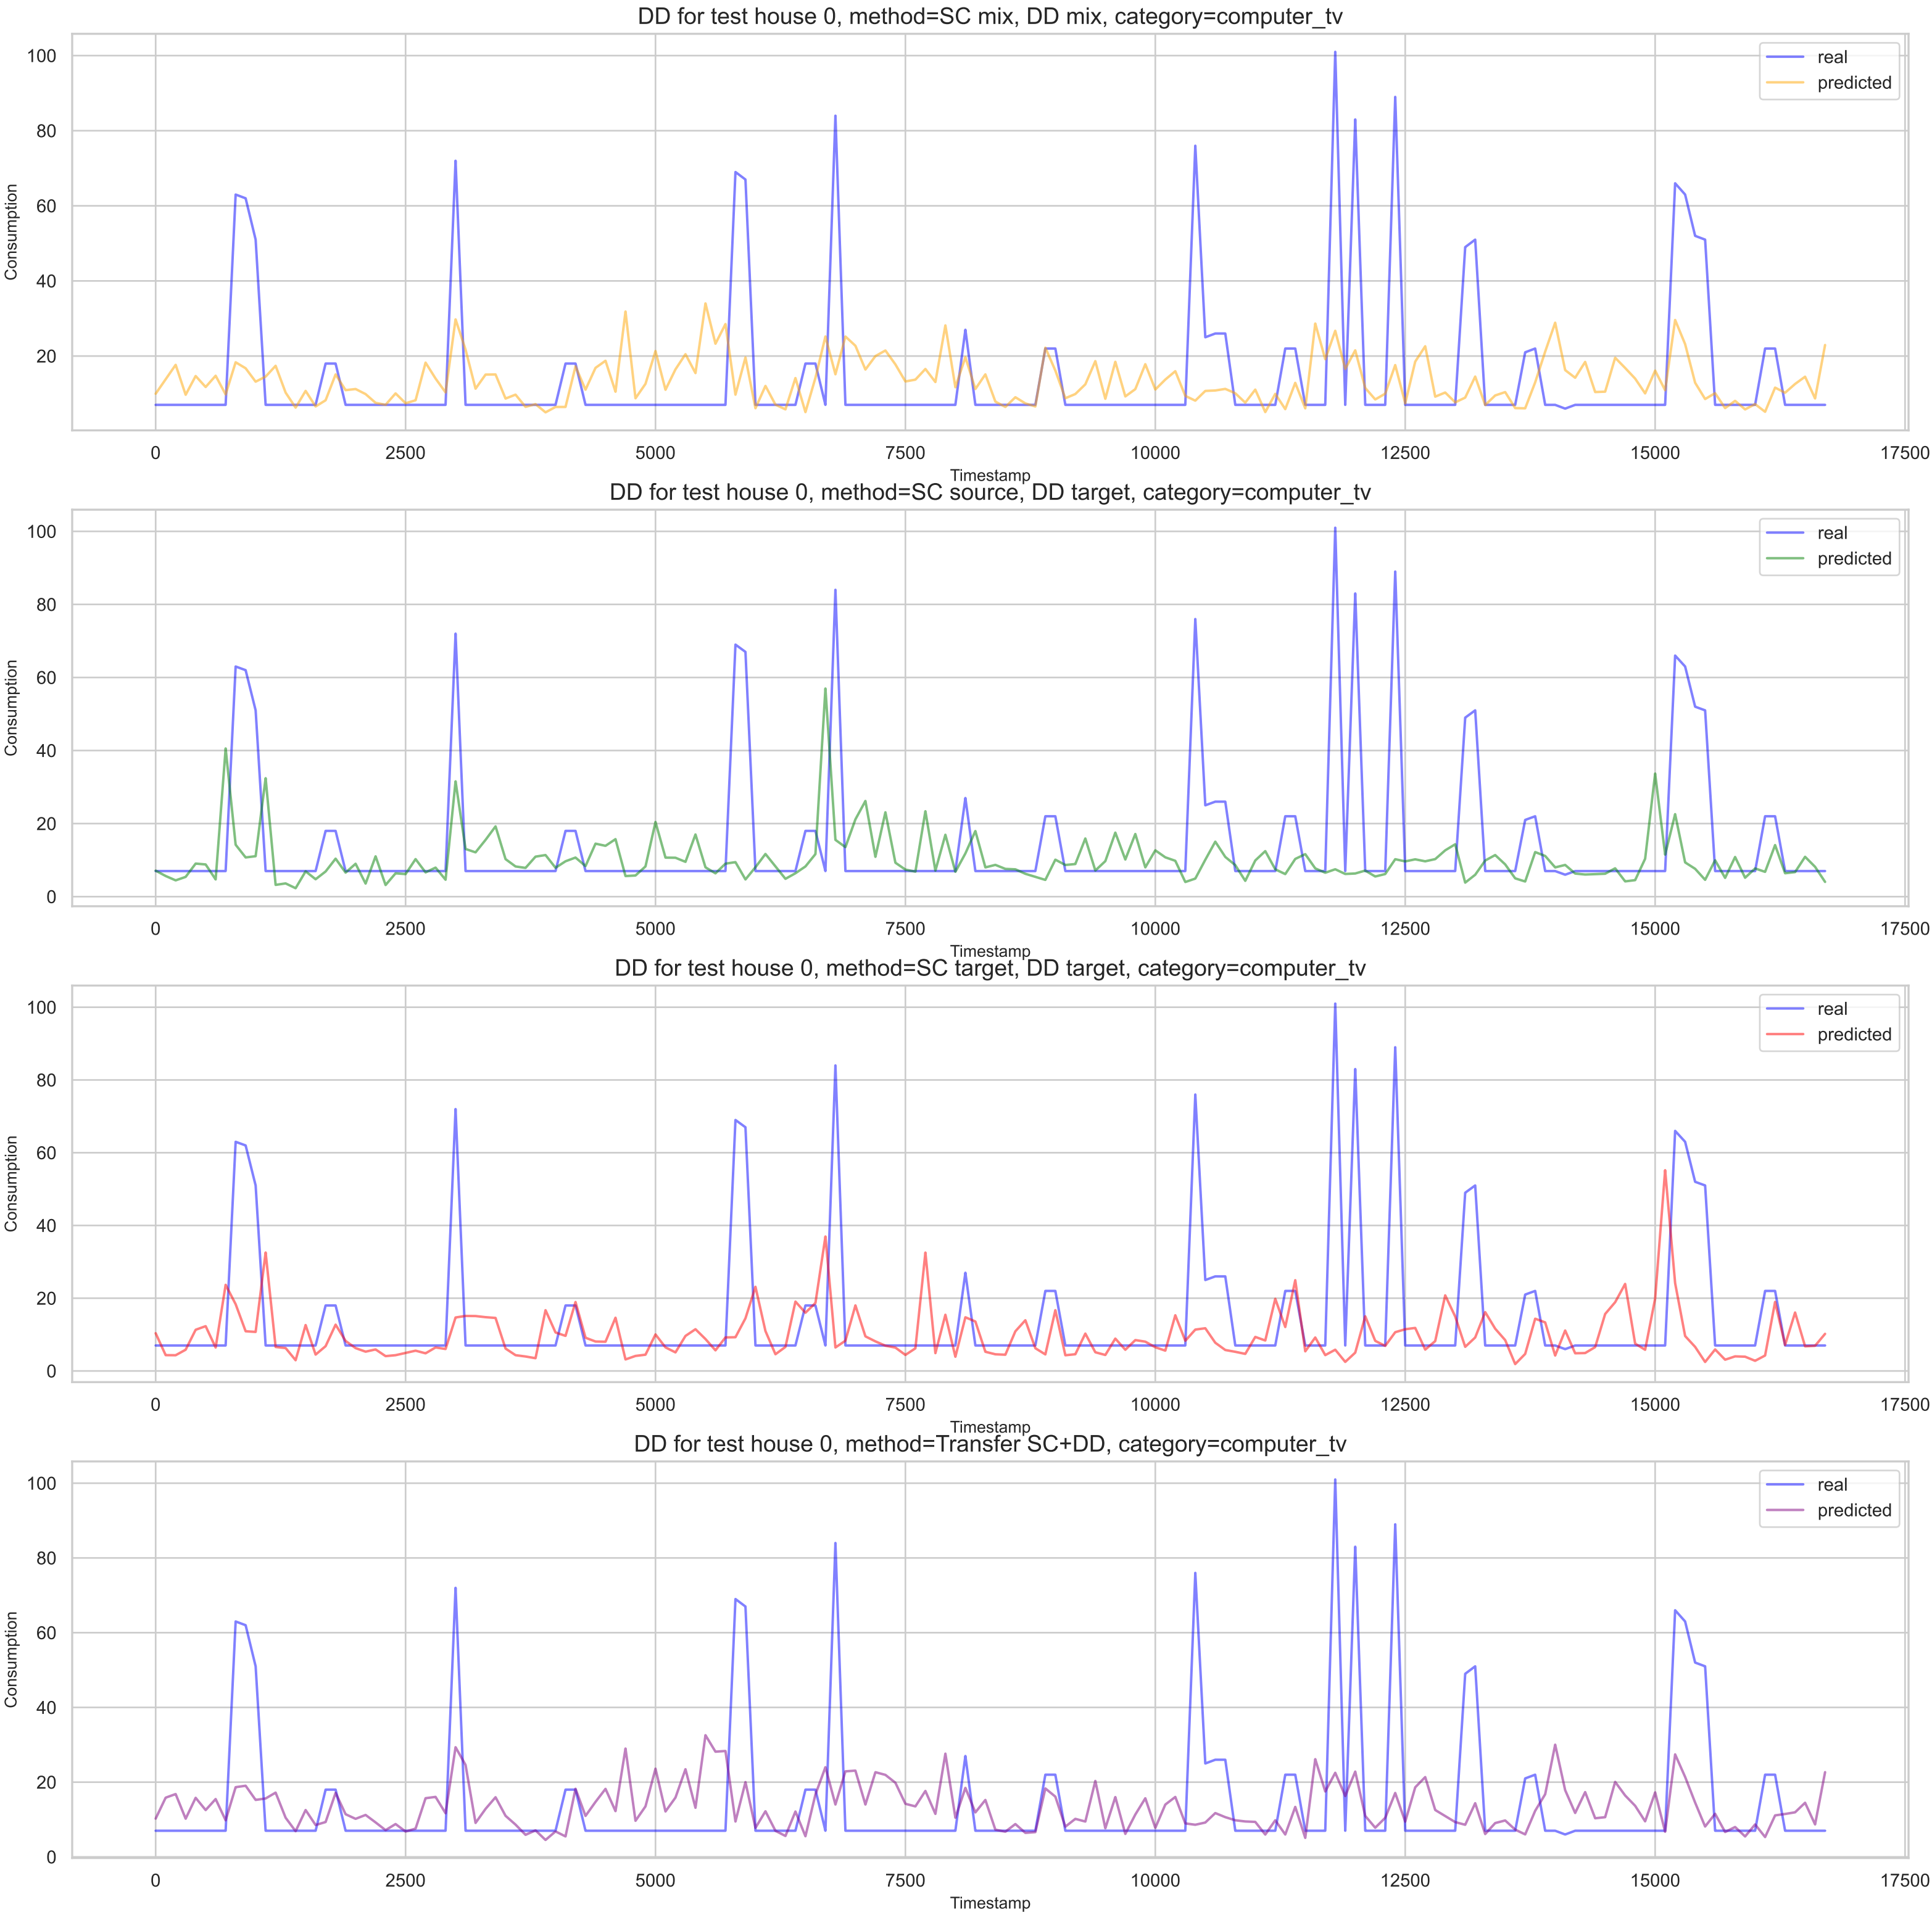 DD for test house 0, method=SC mix, DD mix, category=computer_tv
real
predicted
100
80
60
40
20
Consumption
0 2500 5000 7500 10000 12500 15000 17500
Timestamp
DD for test house 0, method=SC source, DD target, category=computer_tv
real
predicted
100
80
60
40
20
0
Consumption
0 2500 5000 7500 10000 12500 15000 17500
Timestamp
DD for test house 0, method=SC target, DD target, category=computer_tv
real
predicted
100
80
60
40
20
0
Consumption
0 2500 5000 7500 10000 12500 15000 17500
Timestamp
DD for test house 0, method=Transfer SC+DD, category=computer_tv
real
predicted
100
80
60
40
20
0
Consumption
0 2500 5000 7500 10000 12500 15000 17500
Timestamp